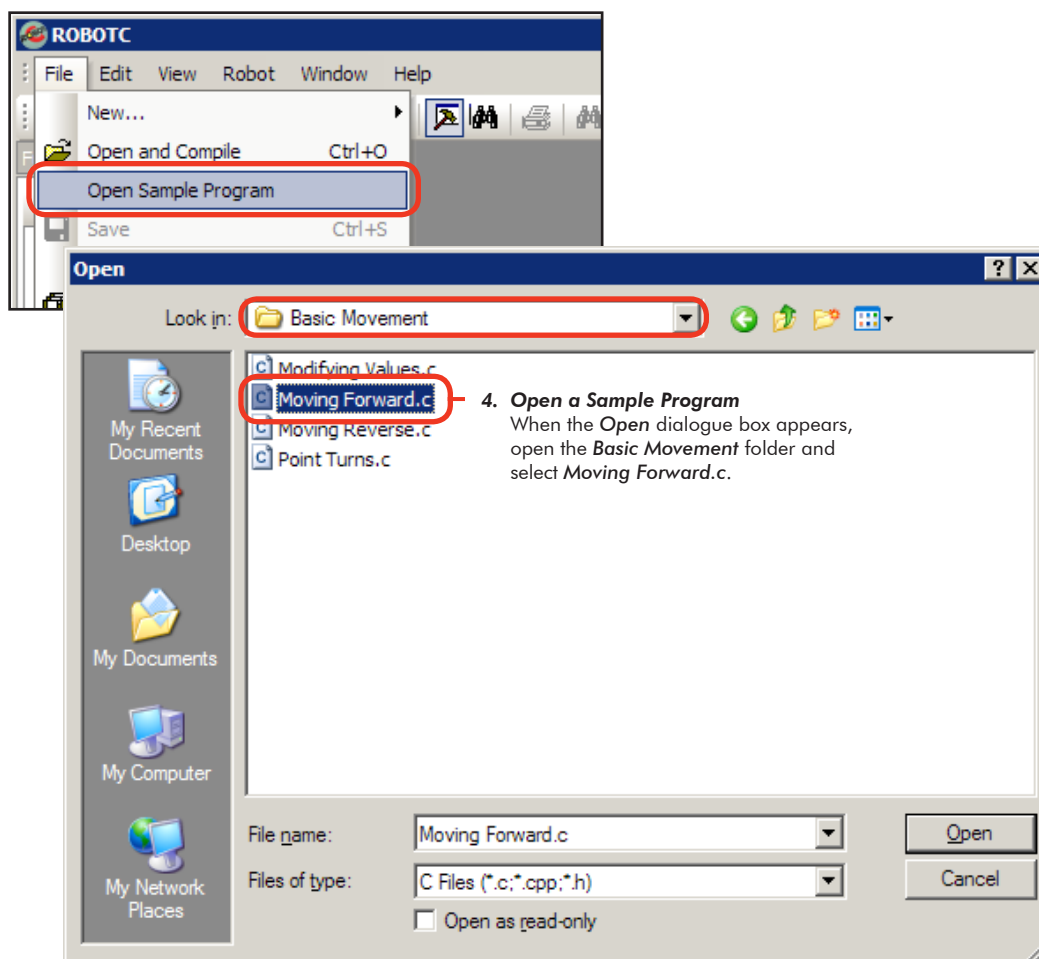 ROBOTC
File Edit View Robot Window Help
New...
Open and Compile Ctrl+O
Open Sample Program
Save Ctrl+S
Open
Look in: Basic Movement
Modifying Values.c
Moving Forward.c
Moving Reverse.c
Point Turns.c
4. Open a Sample Program
When the Open dialogue box appears,
open the Basic Movement folder and
select Moving Forward.c.
My Recent
Documents
Desktop
My Documents
My Computer
My Network
Places
File name: Moving Forward.c Open
Files of type: C Files (*.c;*.cpp;*.h) Cancel
Open as read-only